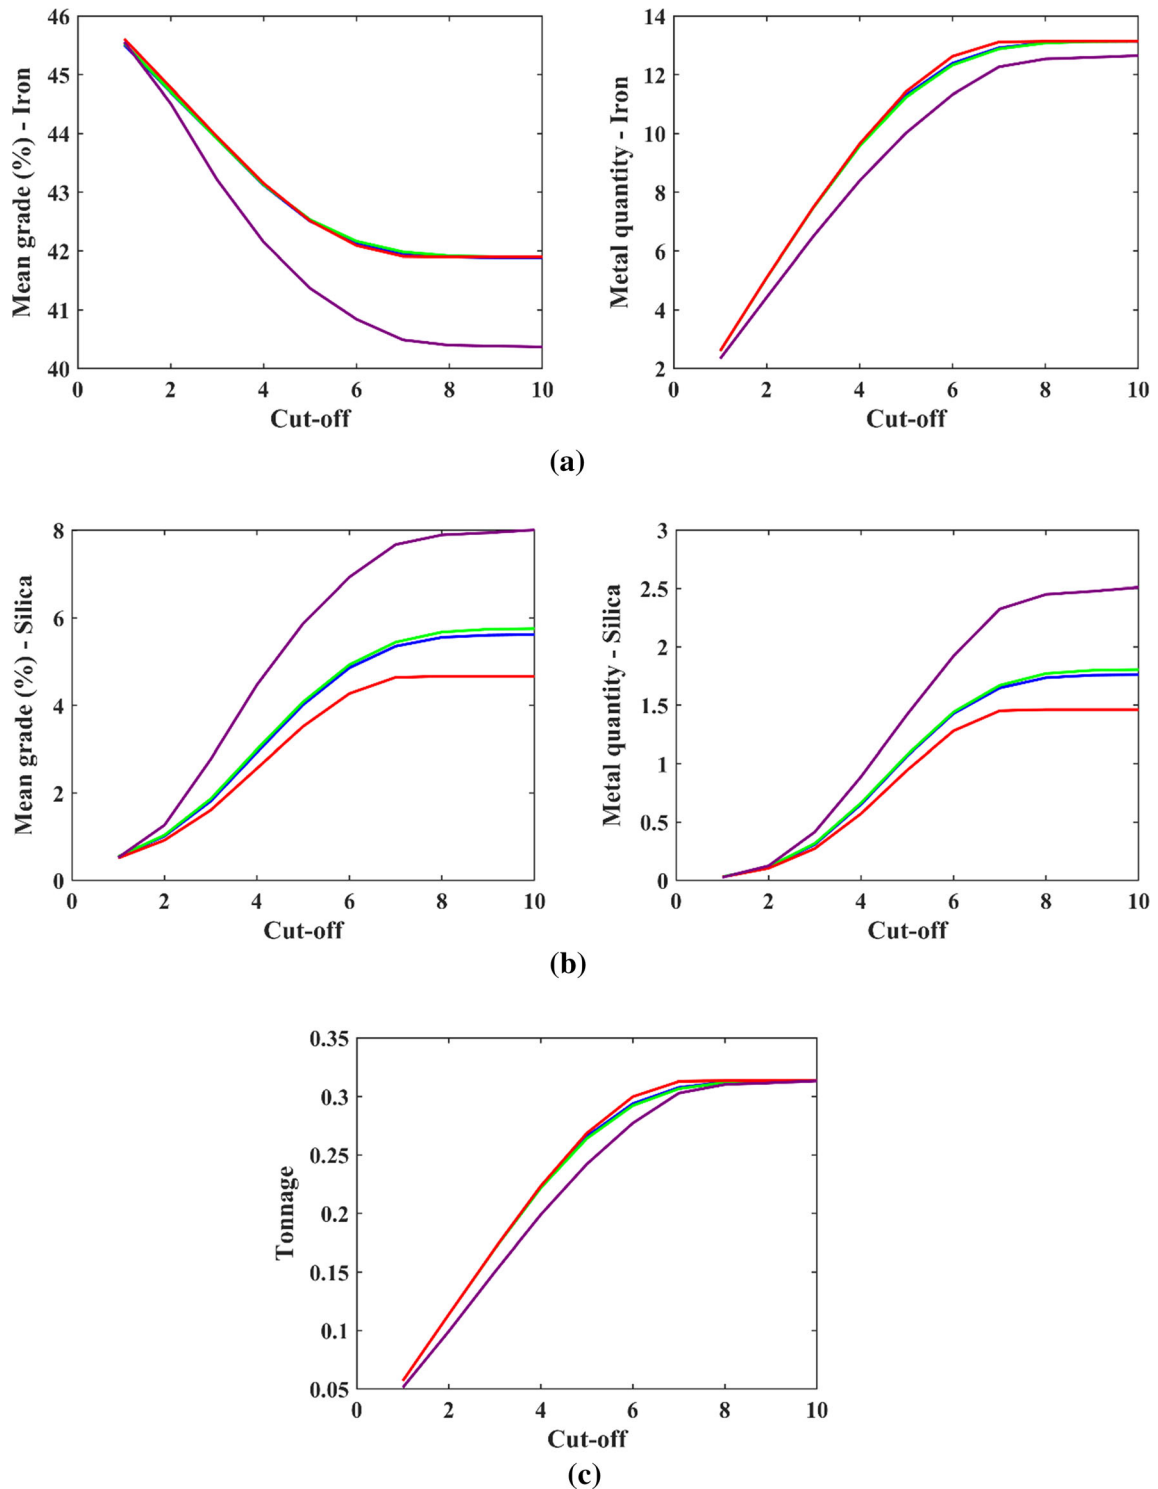 46
45
44
43
42
41
40
Mean grade (%) - Iron
0 2 4 6 8 10
Cut-off
14
12
10
8
6
4
2
Metal quantity - Iron
0 2 4 6 8 10
Cut-off
(a)
8
6
4
2
0
Mean grade (%) - Silica
0 2 4 6 8 10
Cut-off
3
2.5
2
1.5
1
0.5
0
Metal quantity - Silica
0 2 4 6 8 10
Cut-off
(b)
0.35
0.3
0.25
0.2
0.15
0.1
0.05
Tonnage
0 2 4 6 8 10
Cut-off
(c)